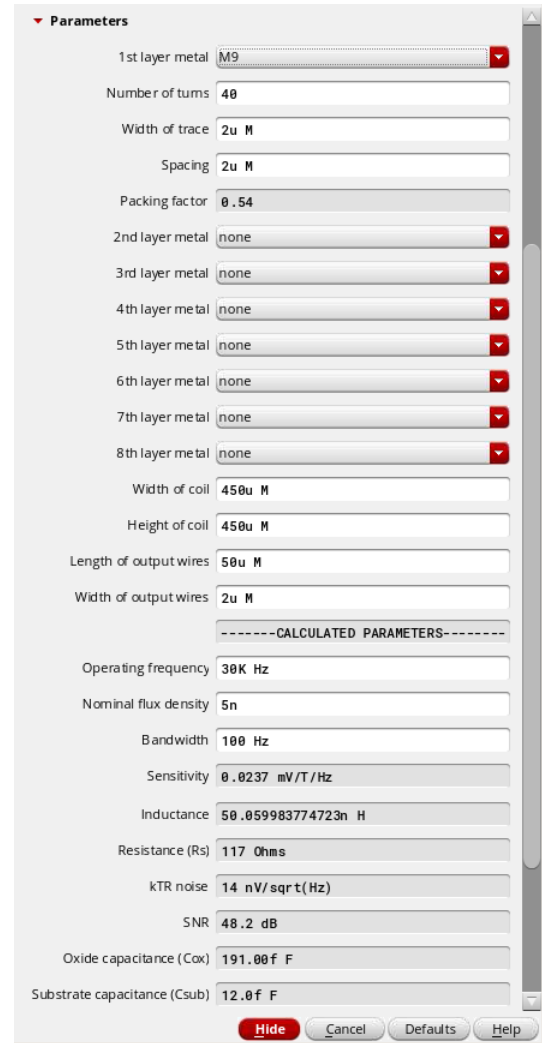 Parameters
1st layer metal M9
Number of turns 40
Width of trace 2u M
Spacing 2u M
Packing factor 0.54
2nd layer metal none
3rd layer metal none
4th layer metal none
5th layer metal none
6th layer metal none
7th layer metal none
8th layer metal none
Width of coil 450u M
Height of coil 450u M
Length of output wires 50u M
Width of output wires 2u M
-------CALCULATED PARAMETERS--------
Operating frequency 30K Hz
Nominal flux density 5n
Bandwidth 100 Hz
Sensitivity 0.0237 mV/T/Hz
Inductance 50.059983774723n H
Resistance (Rs) 117 Ohms
kTR noise 14 nV/sqrt(Hz)
SNR 48.2 dB
Oxide capacitance (Cox) 191.00f F
Substrate capacitance (Csub) 12.0f F
Hide Cancel Defaults Help